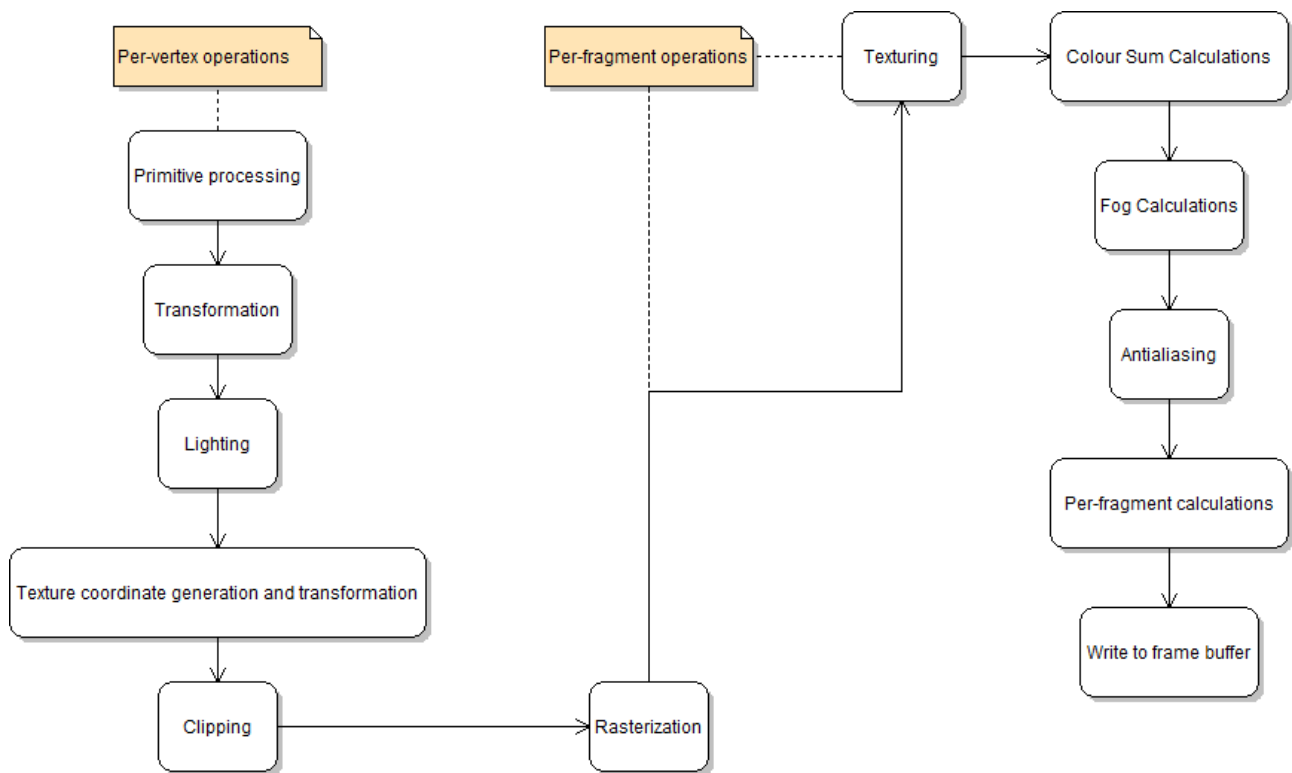 Per-vertex operations
Primitive processing
Transformation
Lighting
Texture coordinate generation and transformation
Clipping
Rasterization
Per-fragment operations
Texturing
Colour Sum Calculations
Fog Calculations
Antialiasing
Per-fragment calculations
Write to frame buffer